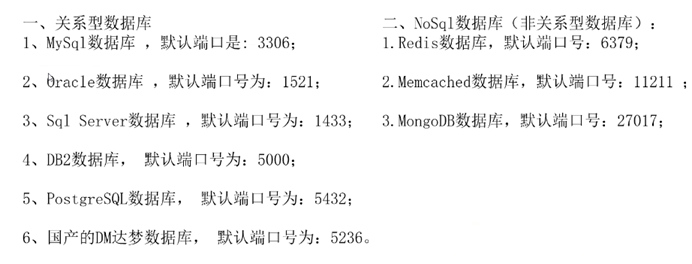 一、关系型数据库
1、MySql数据库 ，默认端口是: 3306；
2、Oracle数据库 ，默认端口号为：1521；
3、Sql Server数据库 ，默认端口号为：1433；
4、DB2数据库， 默认端口号为：5000；
5、PostgreSQL数据库， 默认端口号为：5432；
6、国产的DM达梦数据库， 默认端口号为：5236。
二、NoSql数据库（非关系型数据库）：
1.Redis数据库，默认端口号：6379；
2.Memcached数据库，默认端口号：11211 ；
3.MongoDB数据库，默认端口号：27017；